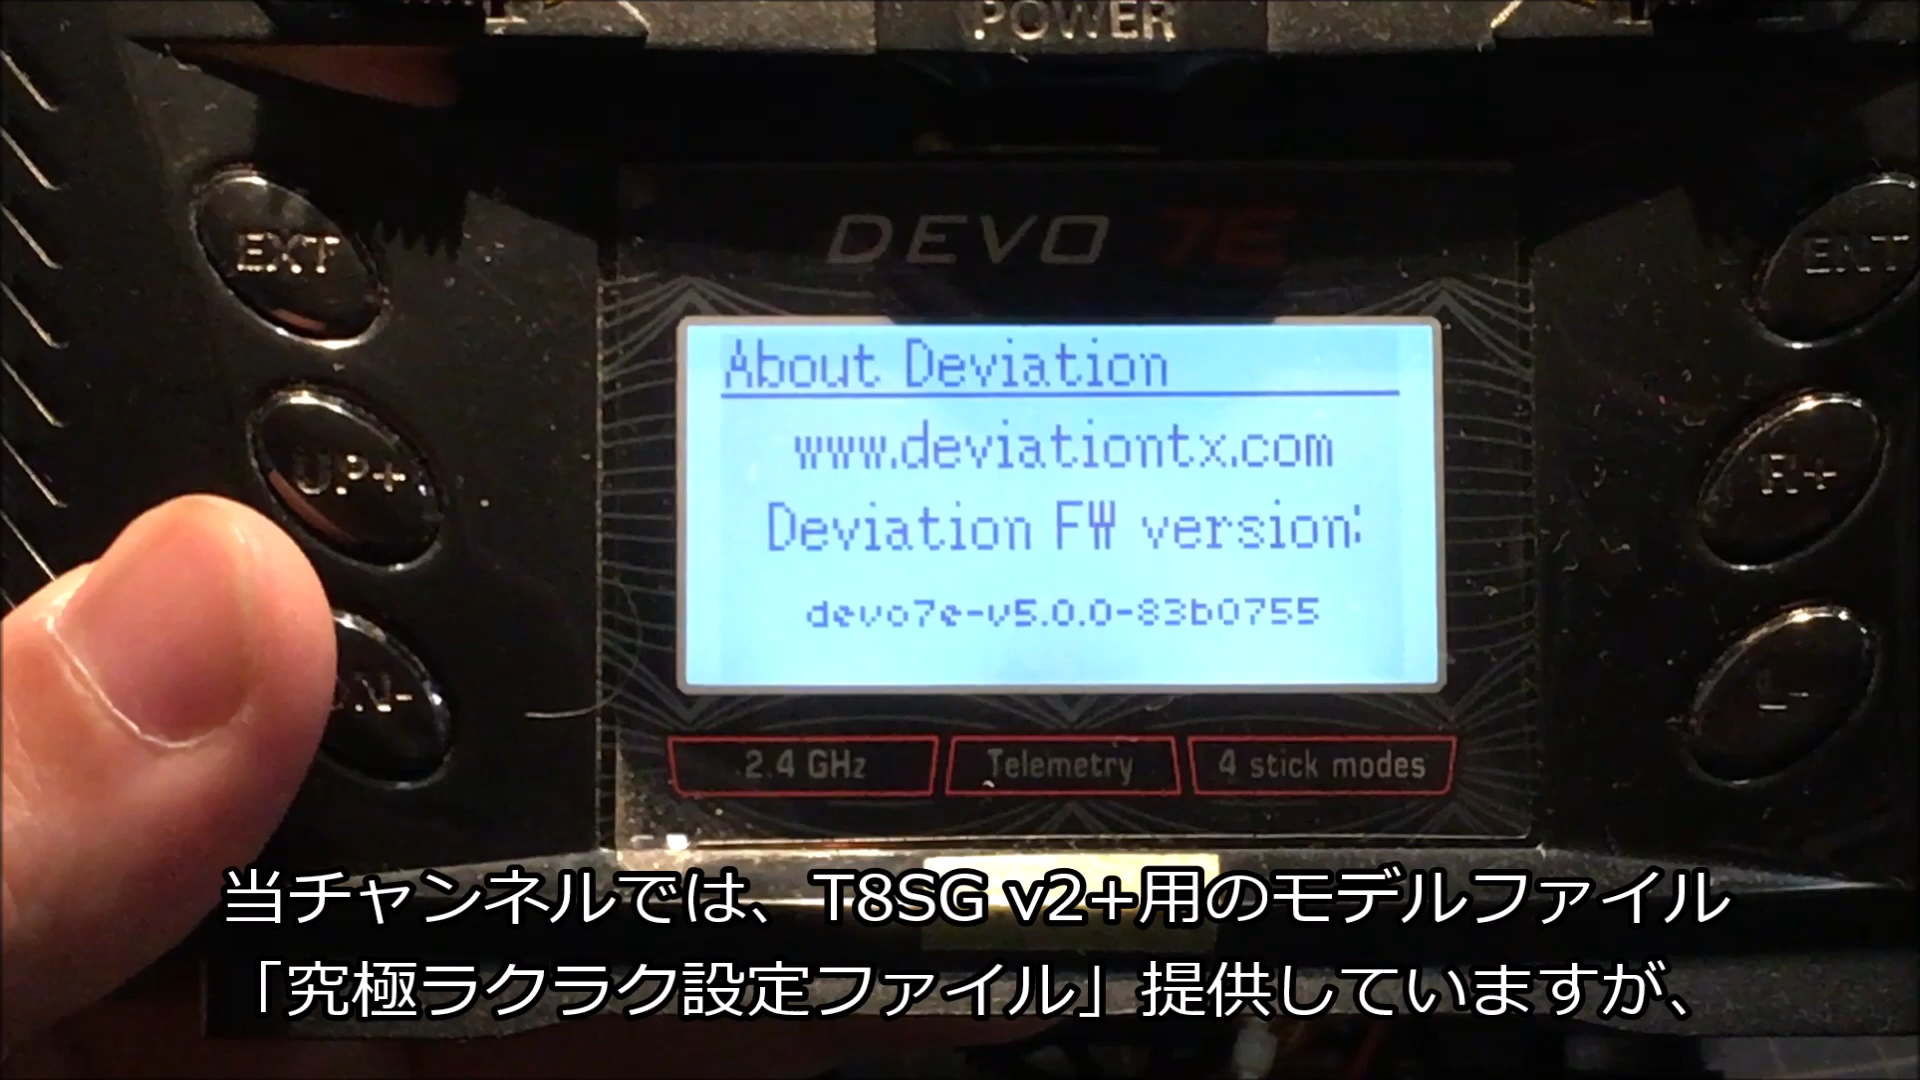 POWER
DEVO 7E
EXT
ENT
About Deviation
www.deviationtx.com
UP+
R+
Deviation FW version:
devo7e-v5.0.0-83b0755
N-
L-
2.4 GHz
Telemetry
4 stick modes
当チャンネルでは、T8SG v2+用のモデルファイル
「究極ラクラク設定ファイル」提供していますが、